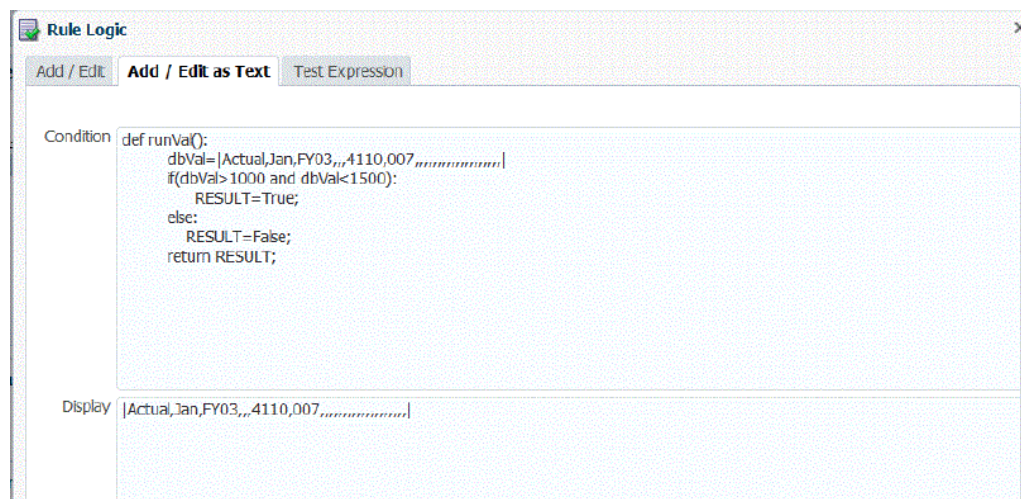 Rule Logic
Add / Edit
Add / Edit as Text
Test Expression
Condition
def runVal():
dbVal=|Actual,Jan,FY03,,,4110,007,,,,,,,,,,,,,,,,,,,,|
if(dbVal>1000 and dbVal<1500):
RESULT=True;
else:
RESULT=False;
return RESULT;
Display
|Actual,Jan,FY03,,,4110,007,,,,,,,,,,,,,,,,,,,,|